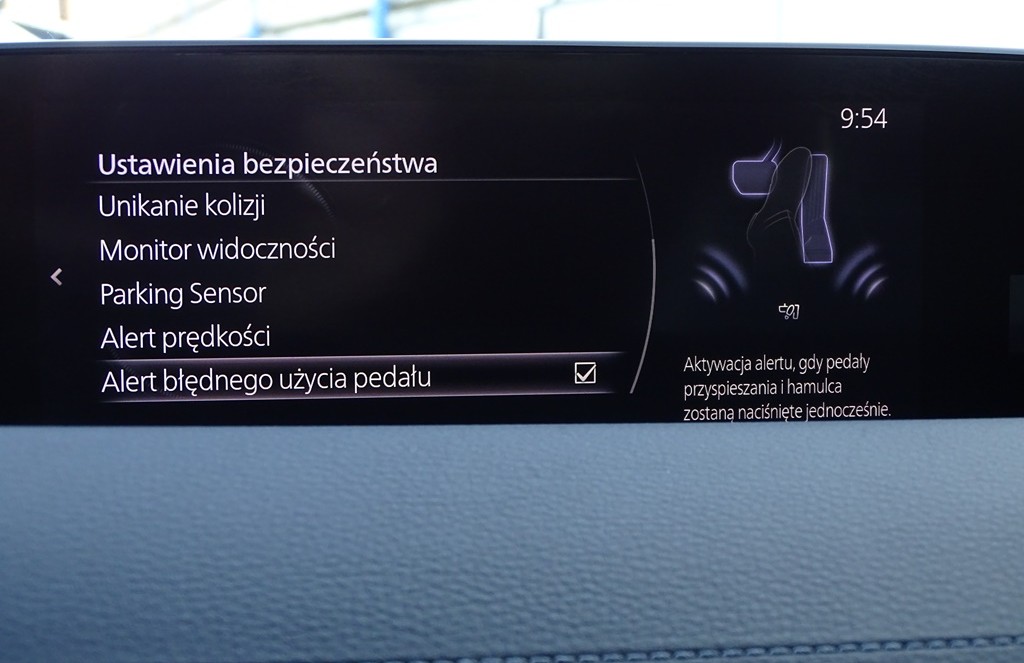 9:54
Ustawienia bezpieczeństwa
Unikanie kolizji
Monitor widoczności
Parking Sensor
Alert prędkości
Alert błędnego użycia pedału
Aktywacja alertu, gdy pedały
przyspieszania i hamulca
zostaną naciśnięte jednocześnie.